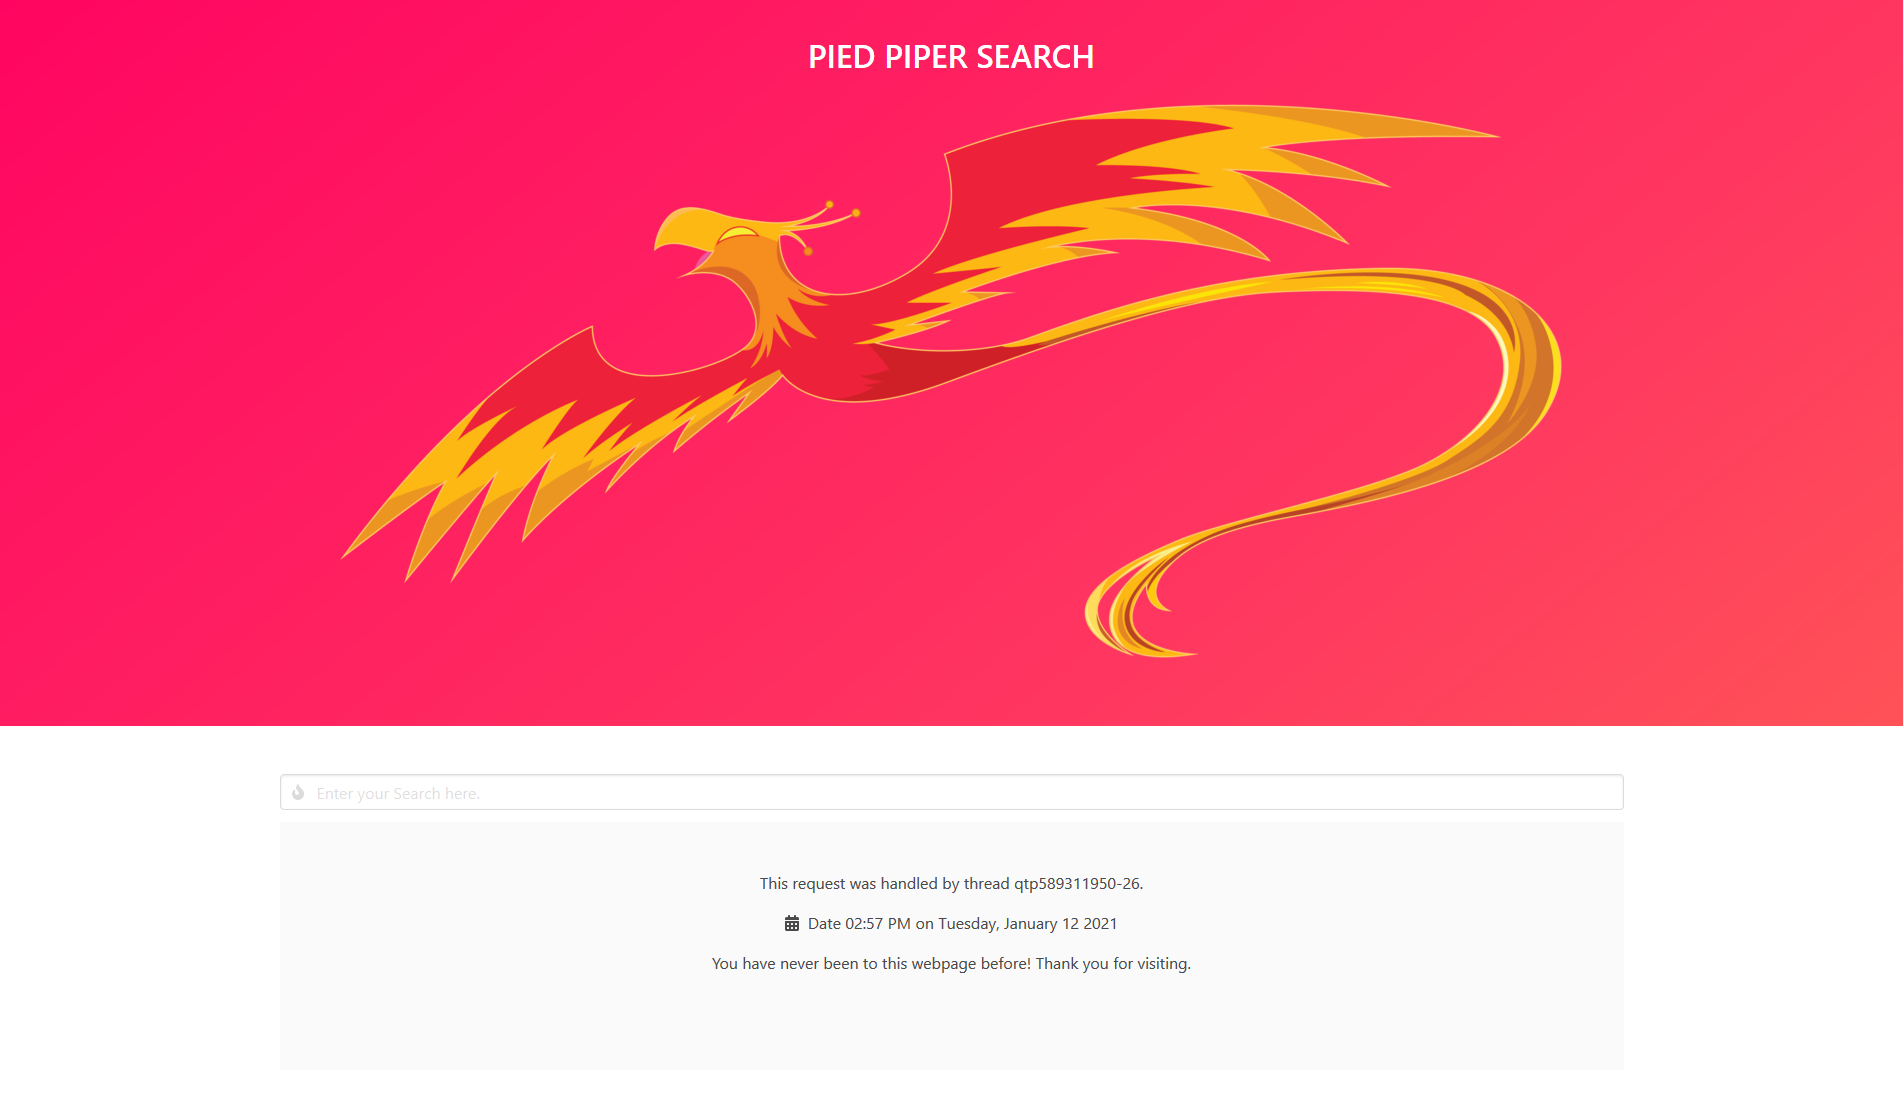 PIED PIPER SEARCH
Enter your Search here.
This request was handled by thread qtp589311950-26.
Date 02:57 PM on Tuesday, January 12 2021
You have never been to this webpage before! Thank you for visiting.